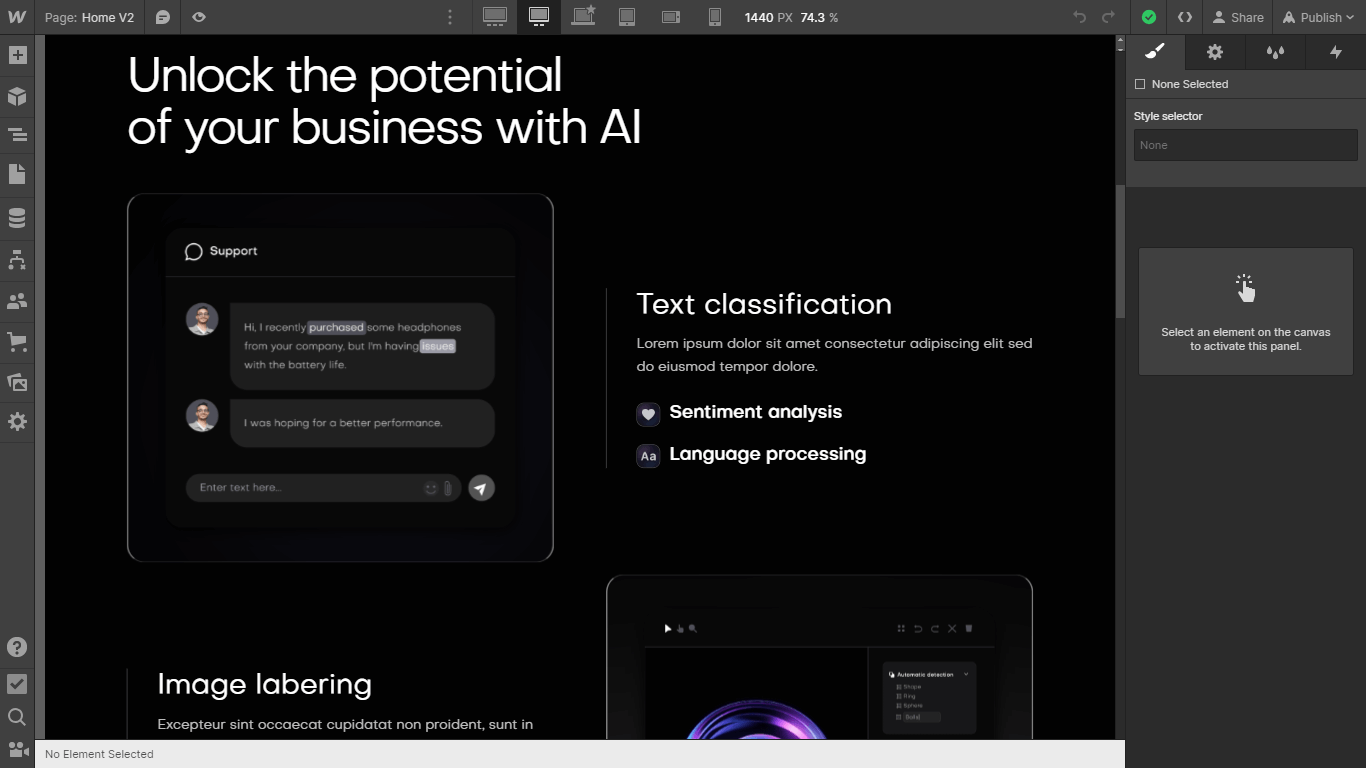 Page: Home V2
1440 PX 74.3 %
Share
Publish
Unlock the potential
of your business with AI
Support
Hi, I recently purchased some headphones
from your company, but I'm having issues
with the battery life.
I was hoping for a better performance.
Enter text here...
Text classification
Lorem ipsum dolor sit amet consectetur adipiscing elit sed
do eiusmod tempor dolore.
Sentiment analysis
Aa Language processing
Image labering
Excepteur sint occaecat cupidatat non proident, sunt in
Automatic detection
Shape
Ring
Sphere
None Selected
Style selector
None
Select an element on the canvas
to activate this panel.
No Element Selected